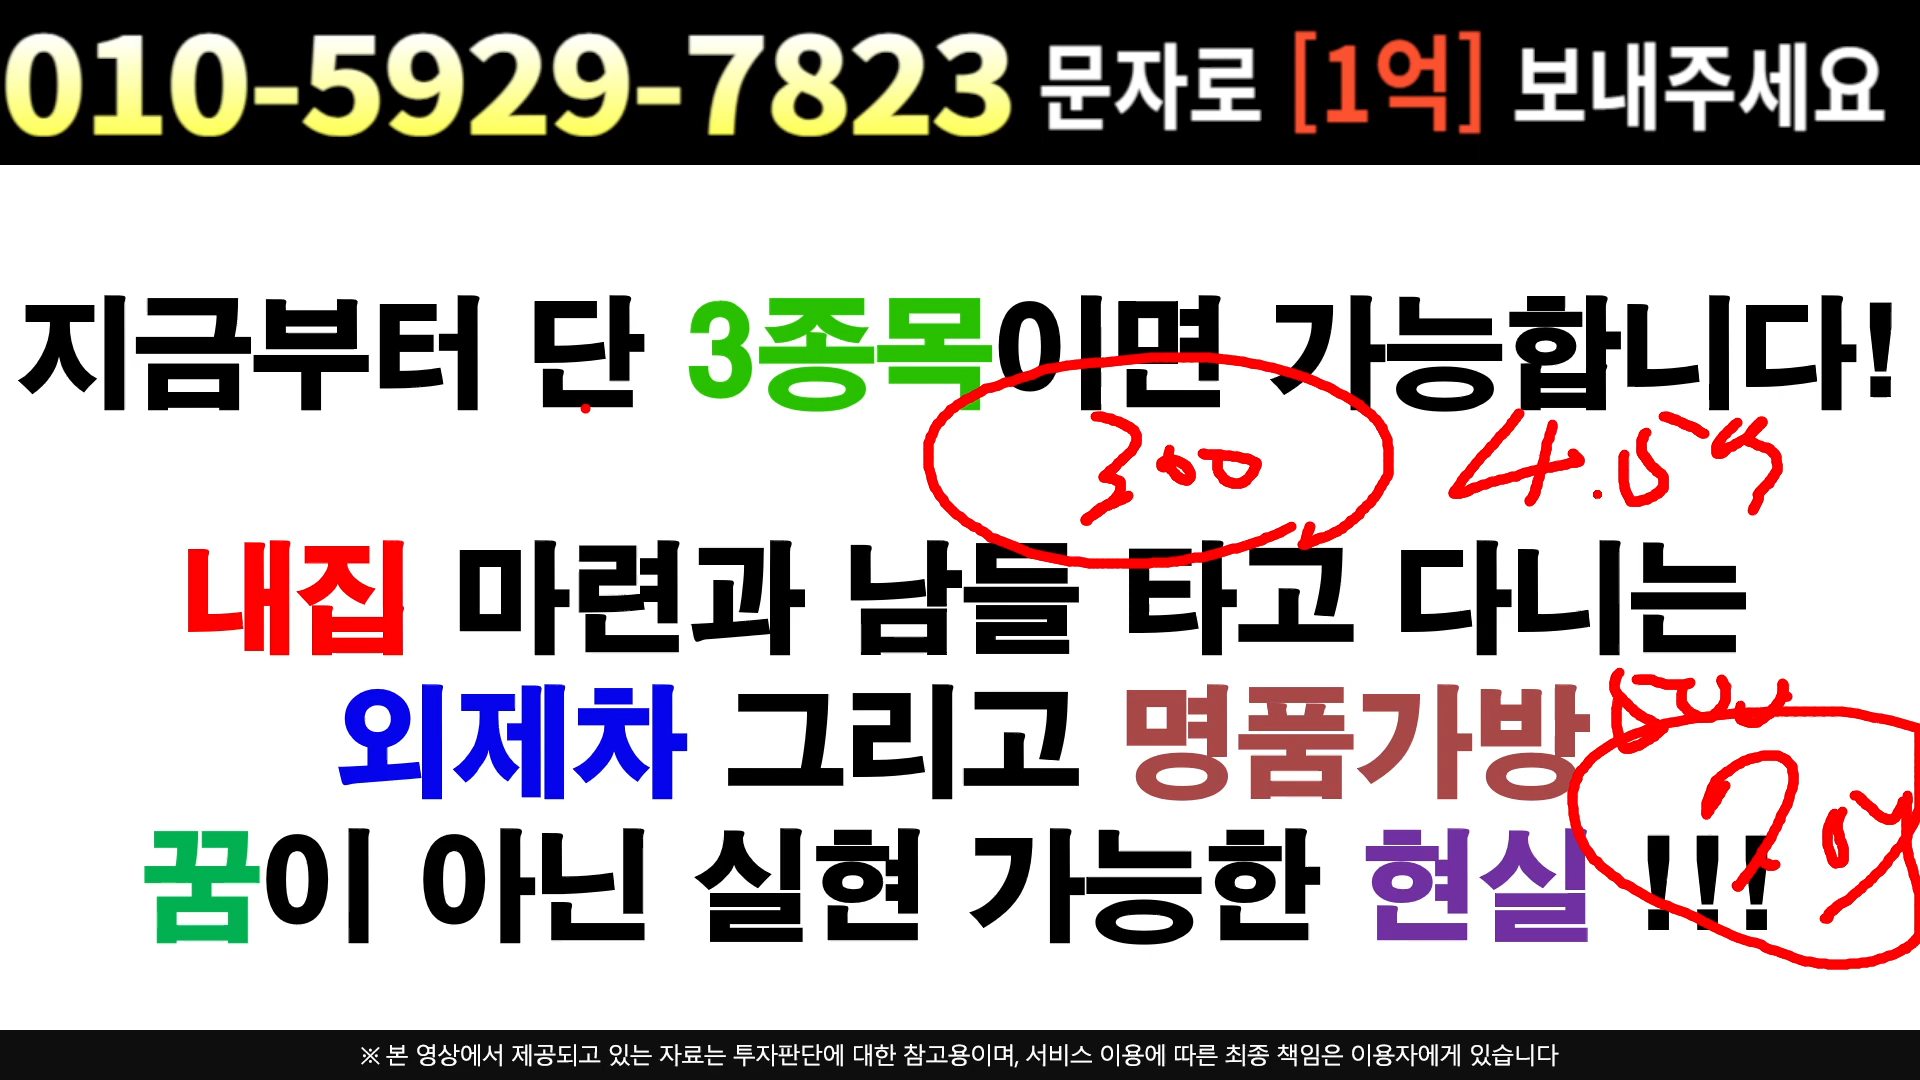 010-5929-7823 문자로 [1억] 보내주세요
지금부터 단 3종목이면 가능합니다!
300
4.5억
내집 마련과 남들 타고 다니는
외제차 그리고 명품가방
500
꿈이 아닌 실현 가능한 현실 !!!
※ 본 영상에서 제공되고 있는 자료는 투자판단에 대한 참고용이며, 서비스 이용에 따른 최종 책임은 이용자에게 있습니다